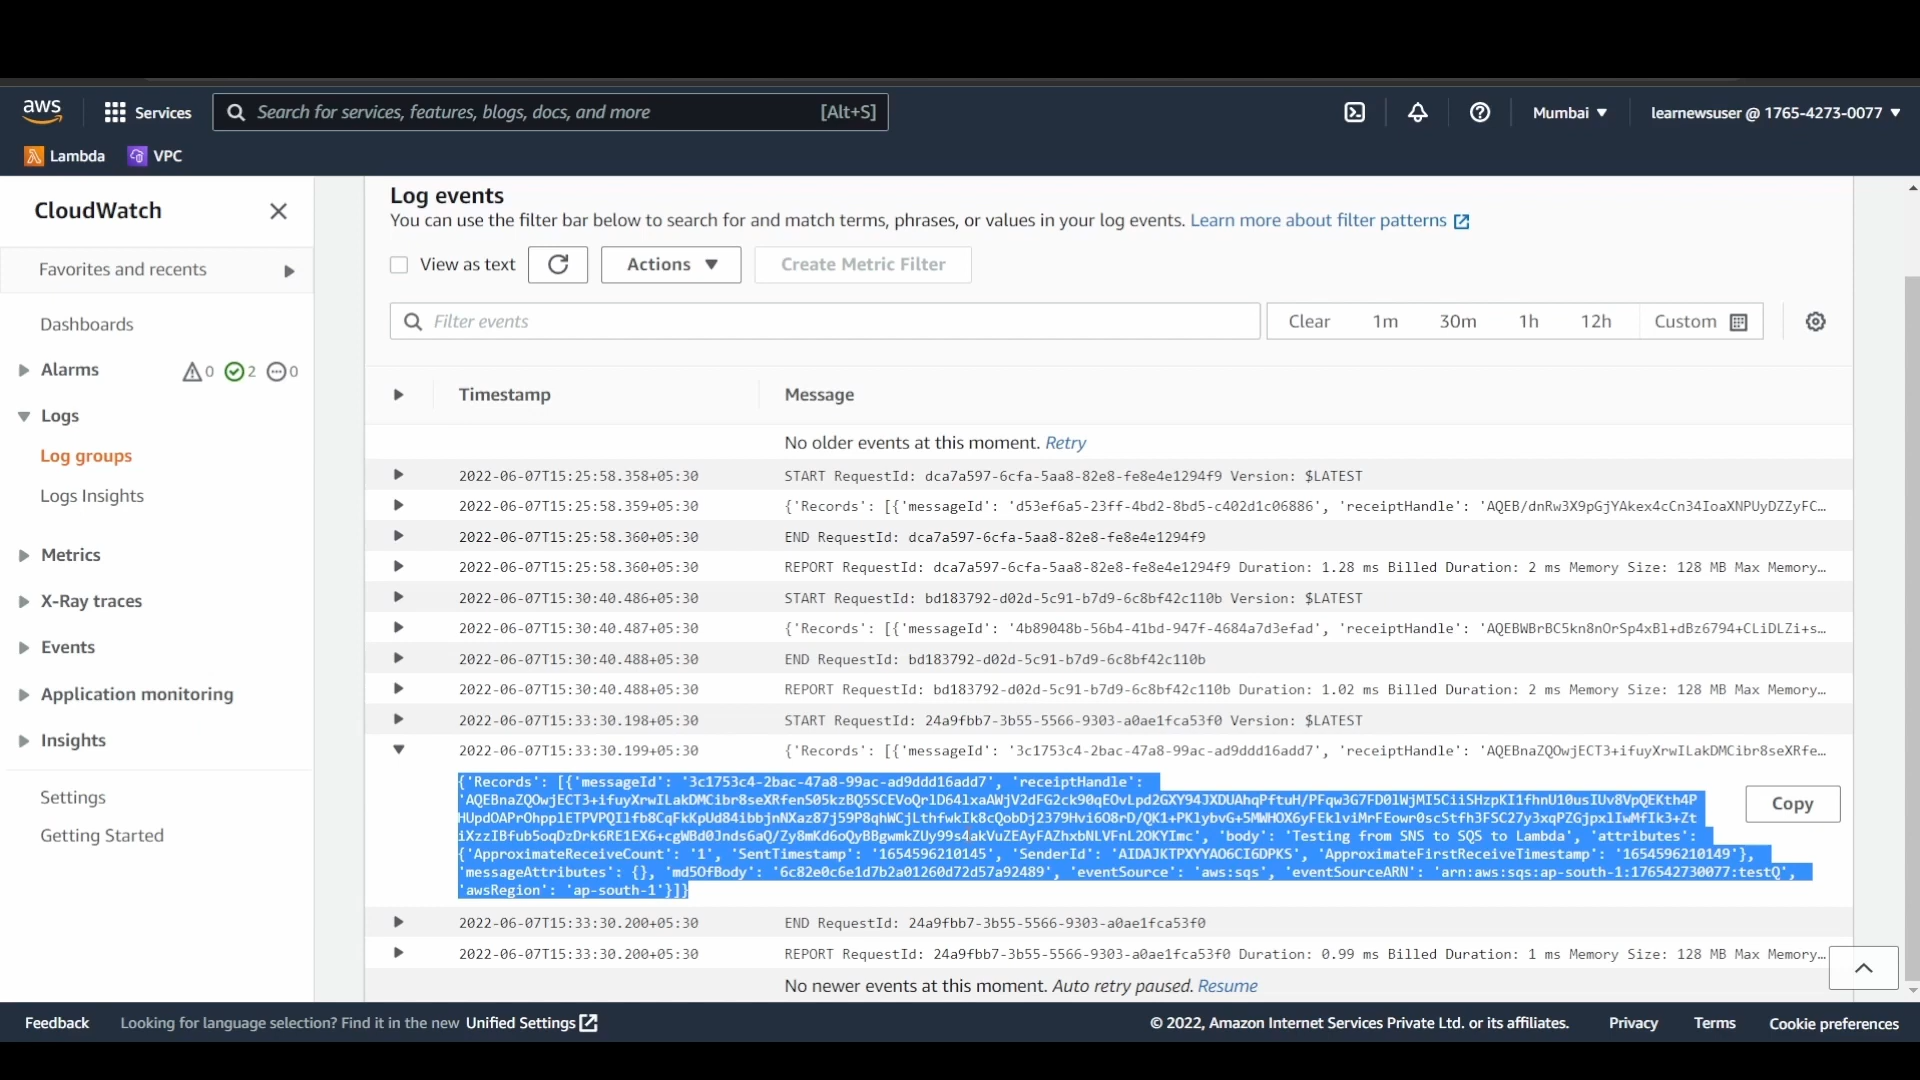 aws Services Search for services, features, blogs, docs, and more [Alt+S] Mumbai ▼ learnewsuser @ 1765-4273-0077 ▼
Lambda VPC
CloudWatch
Favorites and recents
Dashboards
Alarms 0 2 0
Logs
Log groups
Logs Insights
Metrics
X-Ray traces
Events
Application monitoring
Insights
Settings
Getting Started
Log events
You can use the filter bar below to search for and match terms, phrases, or values in your log events. Learn more about filter patterns
View as text Actions ▼ Create Metric Filter
Filter events Clear 1m 30m 1h 12h Custom
Timestamp Message
No older events at this moment. Retry
2022-06-07T15:25:58.358+05:30 START RequestId: dca7a597-6cfa-5aa8-82e8-fe8e4e1294f9 Version: $LATEST
2022-06-07T15:25:58.359+05:30 {'Records': [{'messageId': 'd53ef6a5-23ff-4bd2-8bd5-c402d1c06886', 'receiptHandle': 'AQEB/dnRw3X9pGjYAkex4cCn34IoaXNPUyDZZyFC…
2022-06-07T15:25:58.360+05:30 END RequestId: dca7a597-6cfa-5aa8-82e8-fe8e4e1294f9
2022-06-07T15:25:58.360+05:30 REPORT RequestId: dca7a597-6cfa-5aa8-82e8-fe8e4e1294f9 Duration: 1.28 ms Billed Duration: 2 ms Memory Size: 128 MB Max Memory…
2022-06-07T15:30:40.486+05:30 START RequestId: bd183792-d02d-5c91-b7d9-6c8bf42c110b Version: $LATEST
2022-06-07T15:30:40.487+05:30 {'Records': [{'messageId': '4b89048b-56b4-41bd-947f-4684a7d3efad', 'receiptHandle': 'AQEBWBrBC5kn8nOrSp4xBl+dBz6794+CLiDLZi+s…
2022-06-07T15:30:40.488+05:30 END RequestId: bd183792-d02d-5c91-b7d9-6c8bf42c110b
2022-06-07T15:30:40.488+05:30 REPORT RequestId: bd183792-d02d-5c91-b7d9-6c8bf42c110b Duration: 1.02 ms Billed Duration: 2 ms Memory Size: 128 MB Max Memory…
2022-06-07T15:33:30.198+05:30 START RequestId: 24a9fbb7-3b55-5566-9303-a0ae1fca53f0 Version: $LATEST
2022-06-07T15:33:30.199+05:30 {'Records': [{'messageId': '3c1753c4-2bac-47a8-99ac-ad9ddd16add7', 'receiptHandle': 'AQEBnaZQOwjECT3+ifuyXrwILakDMCibr8seXRfe…
{'Records': [{'messageId': '3c1753c4-2bac-47a8-99ac-ad9ddd16add7', 'receiptHandle':
'AQEBnaZQOwjECT3+ifuyXrwILakDMCibr8seXRfenS05kzBQ5SCEVoQrlD64lxaAWjV2dFG2ck90qEOvLpd2GXY94JXDUAhqPftuH/PFqw3G7FD0lWjMI5CiiSHzpKI1fhnU10usIUv8VpQEKth4P
HUpdOAPrOhpplETPVPQIlfb8CqFkKpUd84ibbjnNXaz87j59P8qhWCjLthfwkIk8cQobDj2379Hvi6O8rD/QK1+PKlybvG+5MWHOX6yFEklviMrFEowr0scStfh3FSC27y3xqPZGjpxlIwMfIk3+Zt
iXzzIBfub5oqDzDrk6RE1EX6+cgWBd0Jnds6aQ/Zy8mKd6oQyBBgwmkZUy99s4akVuZEAyFAZhxbNLVFnL2OKYImc', 'body': 'Testing from SNS to SQS to Lambda', 'attributes':
{'ApproximateReceiveCount': '1', 'SentTimestamp': '1654596210145', 'SenderId': 'AIDAJKTPXYYAO6CI6DPKS', 'ApproximateFirstReceiveTimestamp': '1654596210149'},
'messageAttributes': {}, 'md5OfBody': '6c82e0c6e1d7b2a01260d72d57a92489', 'eventSource': 'aws:sqs', 'eventSourceARN': 'arn:aws:sqs:ap-south-1:176542730077:testQ',
'awsRegion': 'ap-south-1'}]}
Copy
2022-06-07T15:33:30.200+05:30 END RequestId: 24a9fbb7-3b55-5566-9303-a0ae1fca53f0
2022-06-07T15:33:30.200+05:30 REPORT RequestId: 24a9fbb7-3b55-5566-9303-a0ae1fca53f0 Duration: 0.99 ms Billed Duration: 1 ms Memory Size: 128 MB Max Memory…
No newer events at this moment. Auto retry paused. Resume
Feedback Looking for language selection? Find it in the new Unified Settings © 2022, Amazon Internet Services Private Ltd. or its affiliates. Privacy Terms Cookie preferences